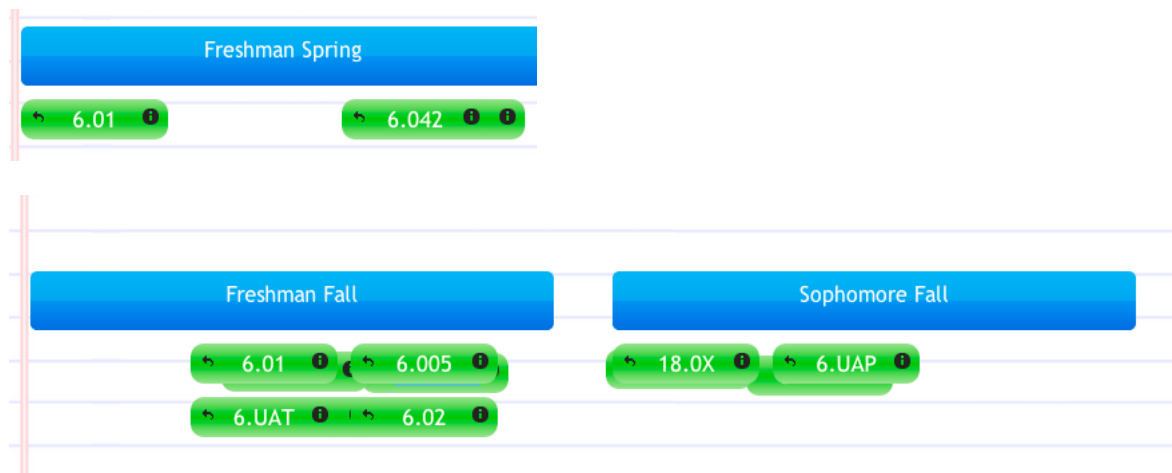 Freshman Spring
6.01 6.042
Freshman Fall Sophomore Fall
6.01 6.005 18.0X 6.UAP
6.UAT 6.02